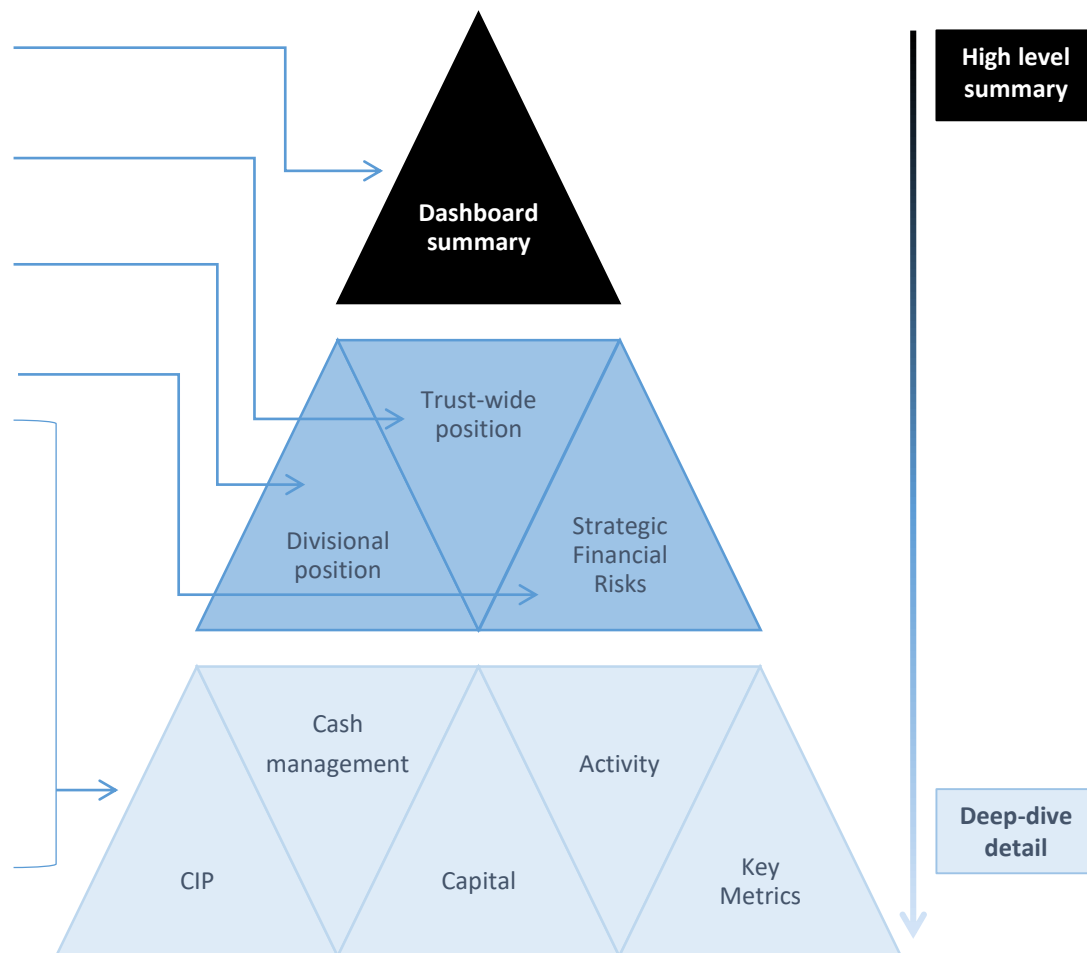 High level
summary
Dashboard
summary
Trust-wide
position
Divisional
position
Strategic
Financial
Risks
Cash
management
Activity
CIP
Capital
Key
Metrics
Deep-dive
detail